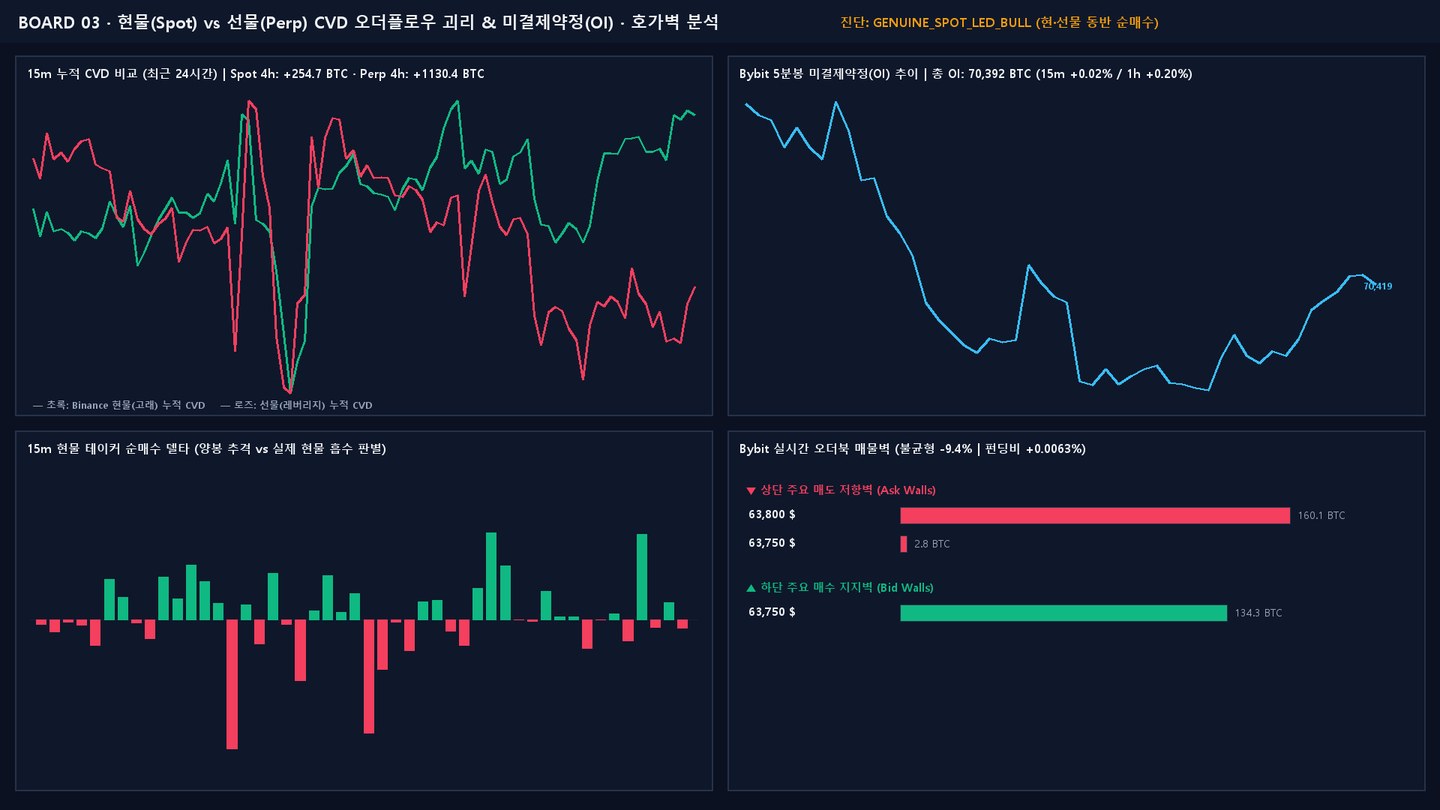 BOARD 03 · 현물(Spot) vs 선물(Perp) CVD 오더플로우 괴리 & 미결제약정(OI) · 호가벽 분석
진단: GENUINE_SPOT_LED_BULL (현·선물 동반 순매수)
15m 누적 CVD 비교 (최근 24시간) | Spot 4h: +254.7 BTC · Perp 4h: +1130.4 BTC
— 초록: Binance 현물(고래) 누적 CVD — 로즈: 선물(레버리지) 누적 CVD
Bybit 5분봉 미결제약정(OI) 추이 | 총 OI: 70,392 BTC (15m +0.02% / 1h +0.20%)
70,419
15m 현물 테이커 순매수 델타 (양봉 추격 vs 실제 현물 흡수 판별)
Bybit 실시간 오더북 매물벽 (불균형 -9.4% | 펀딩비 +0.0063%)
▼ 상단 주요 매도 저항벽 (Ask Walls)
63,800 $ 160.1 BTC
63,750 $ 2.8 BTC
▲ 하단 주요 매수 지지벽 (Bid Walls)
63,750 $ 134.3 BTC